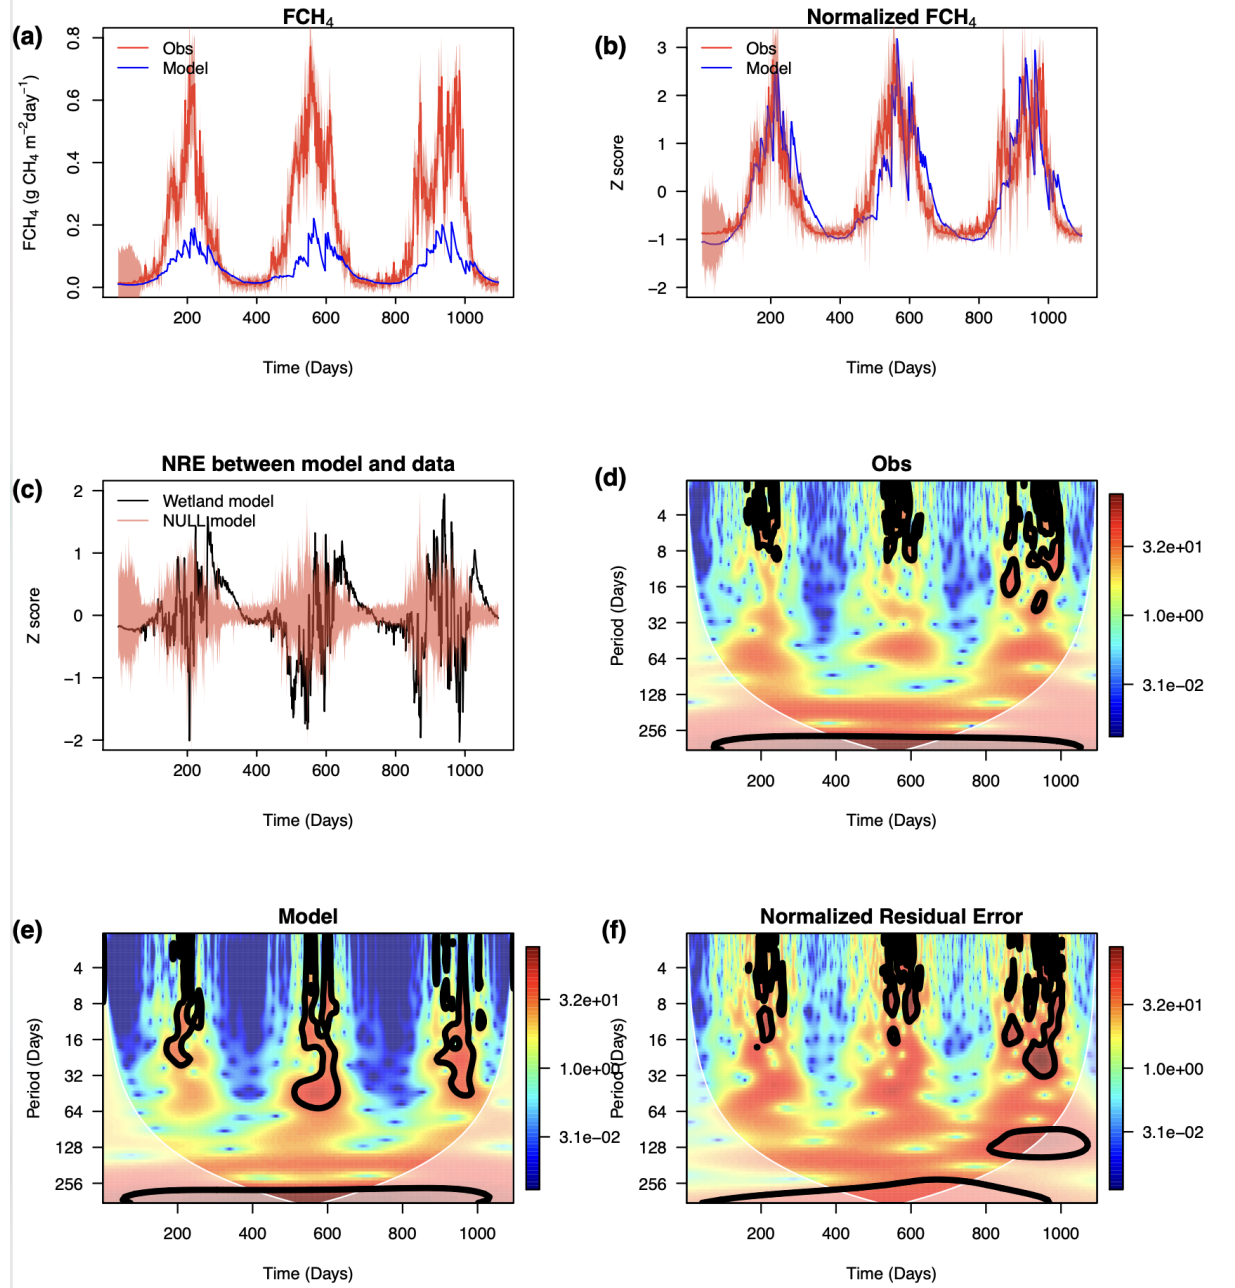 (a)
FCH4
FCH4 (g CH4 m−2day−1)
0.8
0.6
0.4
0.2
0.0
Obs
Model
200 400 600 800 1000
Time (Days)
(b)
Normalized FCH4
Z score
3
2
1
0
−1
−2
Obs
Model
200 400 600 800 1000
Time (Days)
(c)
NRE between model and data
Z score
2
1
0
−1
−2
Wetland model
NULL model
200 400 600 800 1000
Time (Days)
(d)
Obs
Period (Days)
4
8
16
32
64
128
256
3.2e+01
1.0e+00
3.1e−02
200 400 600 800 1000
Time (Days)
(e)
Model
Period (Days)
4
8
16
32
64
128
256
3.2e+01
1.0e+00
3.1e−02
200 400 600 800 1000
Time (Days)
(f)
Normalized Residual Error
Period (Days)
4
8
16
32
64
128
256
3.2e+01
1.0e+00
3.1e−02
200 400 600 800 1000
Time (Days)